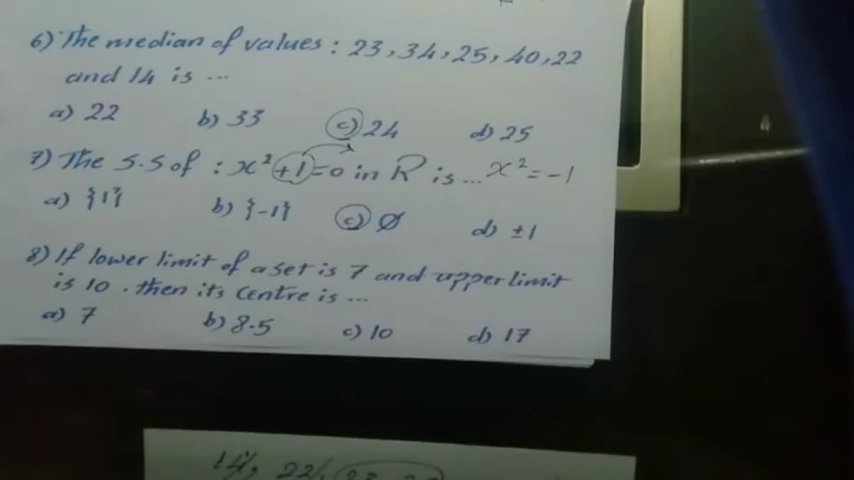 6) The median of values : 23, 34, 25, 40, 22
and 14 is ...
a) 22 b) 33 c) 24 d) 25
7) The S.S of : x² +1 = 0 in R is ... x² = -1
a) {1} b) {-1} c) Ø d) ±1
8) If lower limit of a set is 7 and upper limit
is 10 . then its centre is ...
a) 7 b) 8.5 c) 10 d) 17
14, 22, 23,